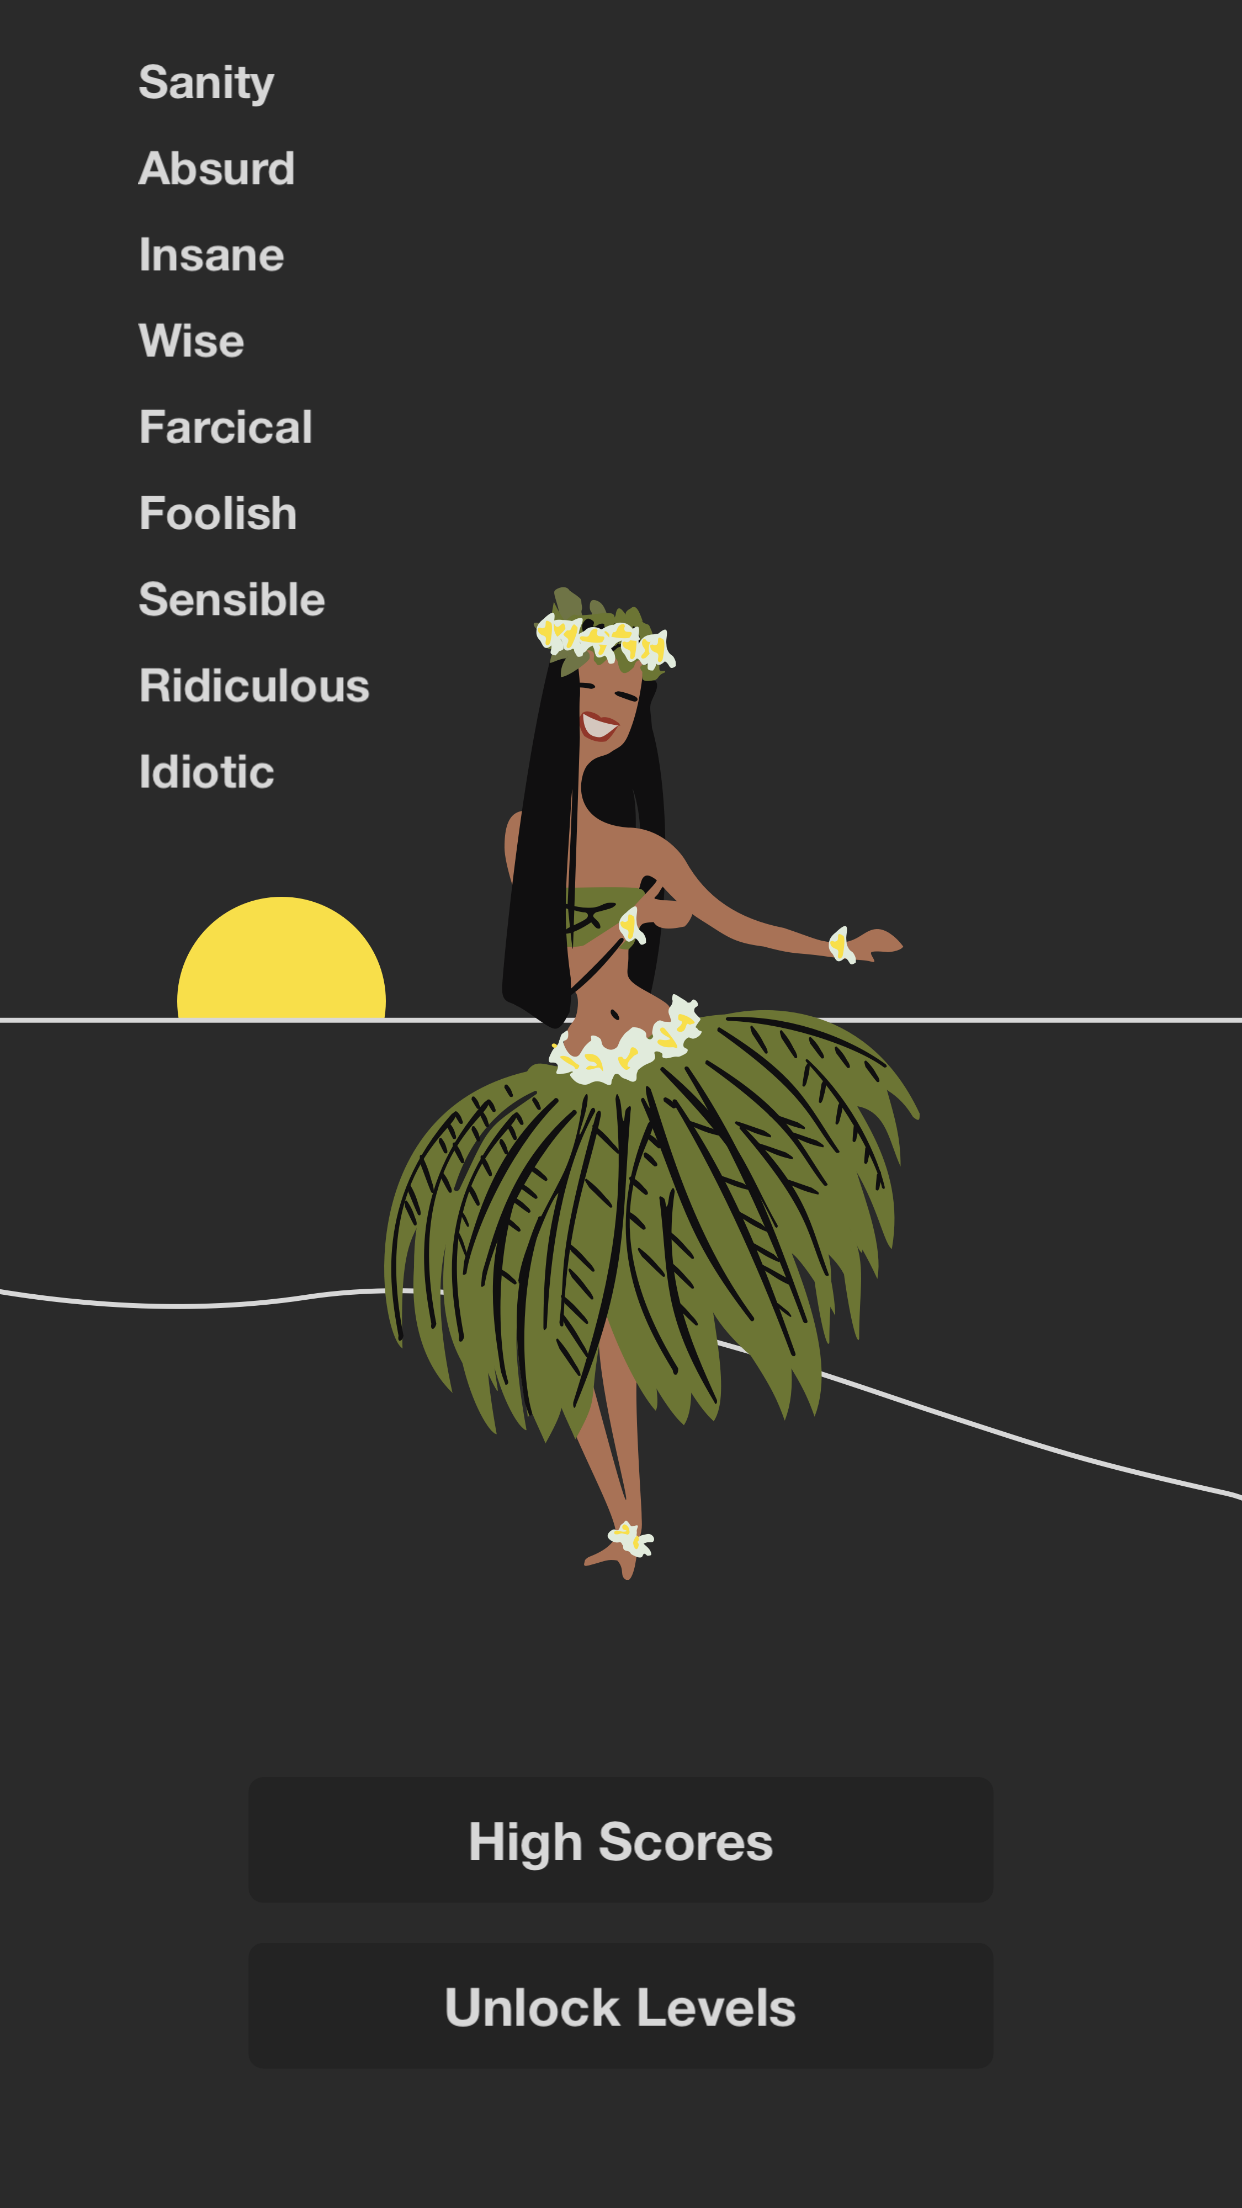 Sanity
Absurd
Insane
Wise
Farcical
Foolish
Sensible
Ridiculous
Idiotic
High Scores
Unlock Levels